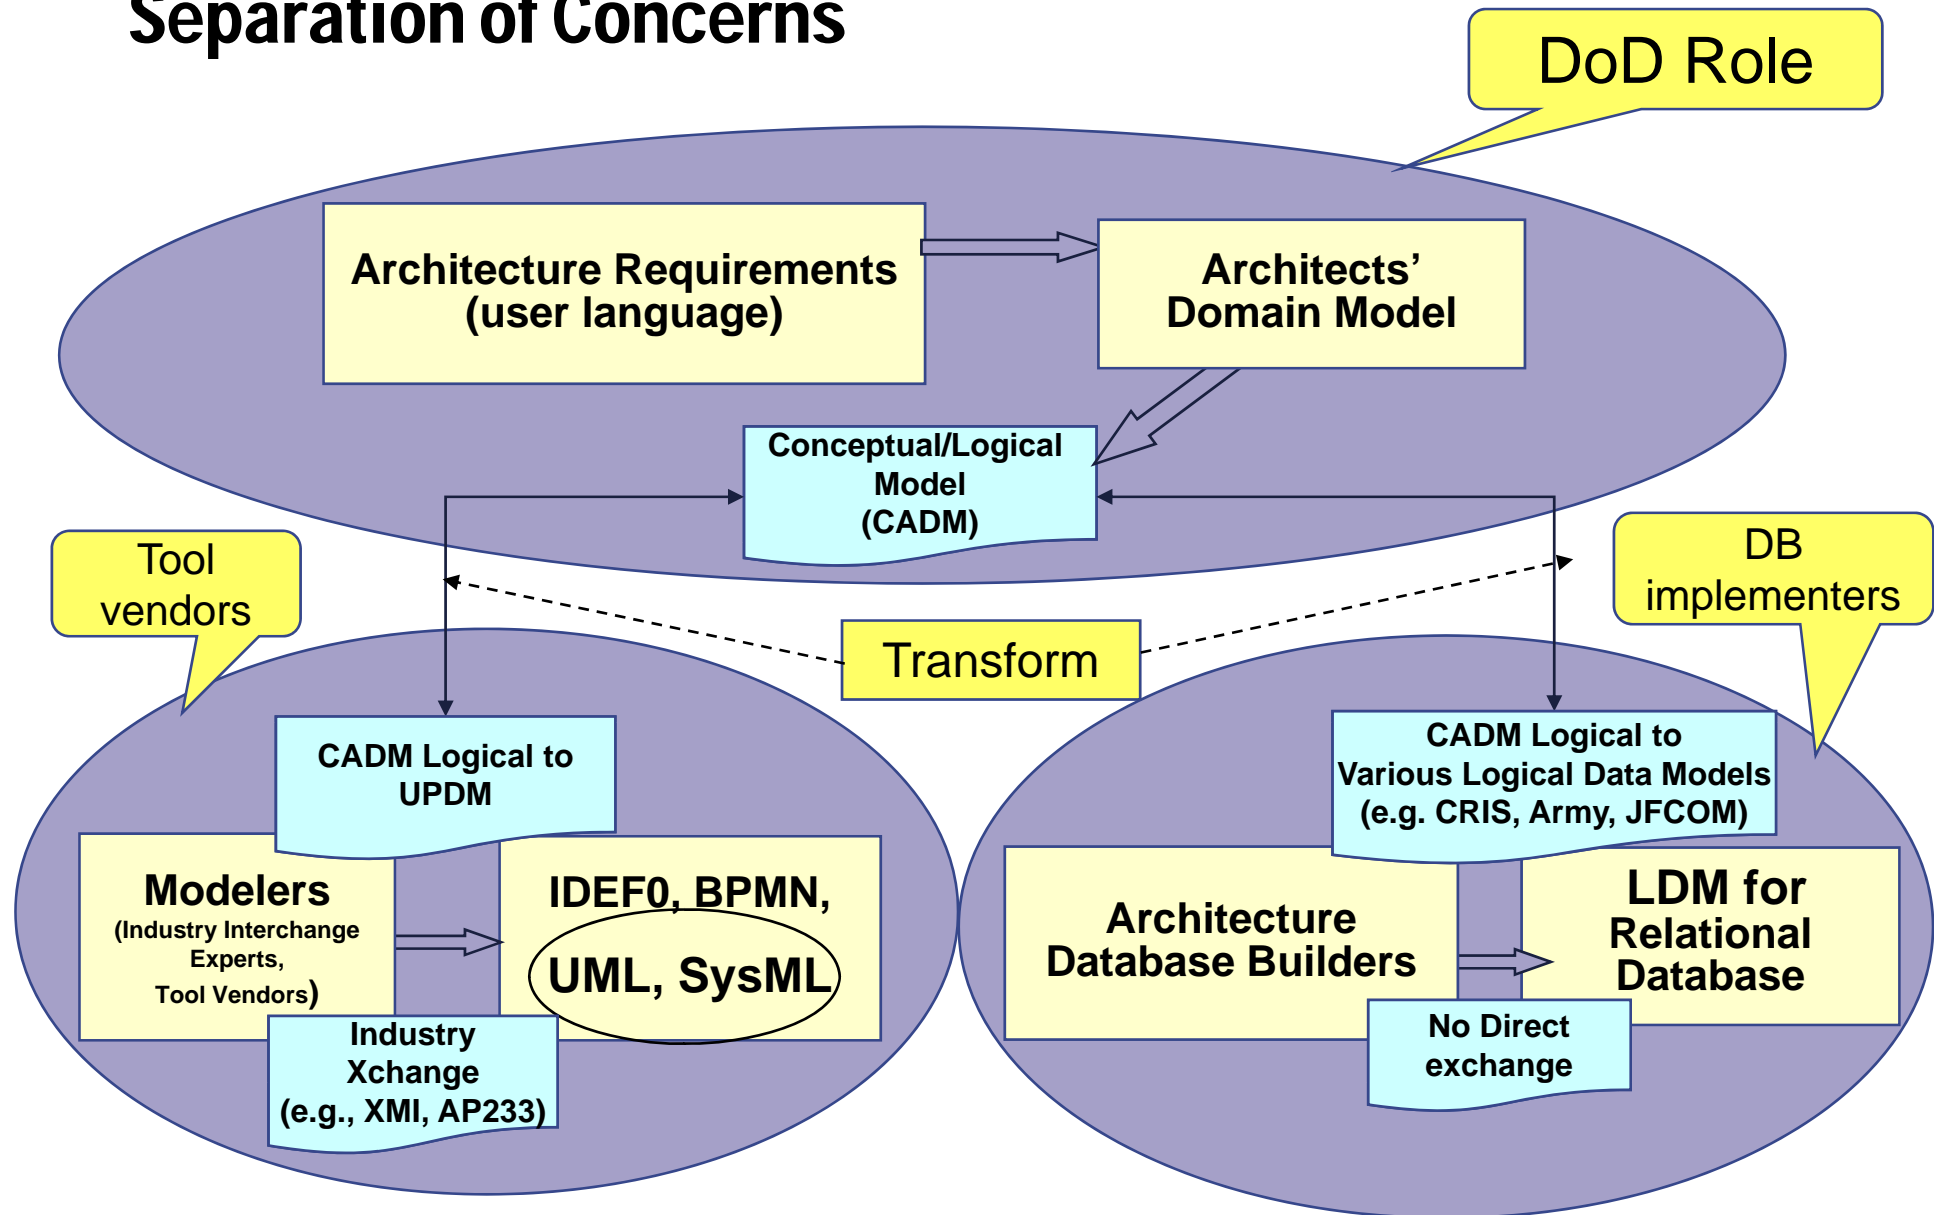 Separation of Concerns
DoD Role
Architecture Requirements
(user language)
Architects’
Domain Model
Conceptual/Logical
Model
(CADM)
Tool
vendors
DB
implementers
Transform
CADM Logical to
UPDM
CADM Logical to
Various Logical Data Models
(e.g. CRIS, Army, JFCOM)
Modelers
(Industry Interchange
Experts,
Tool Vendors)
IDEF0, BPMN,
UML, SysML
Industry
Xchange
(e.g., XMI, AP233)
Architecture
Database Builders
LDM for
Relational
Database
No Direct
exchange